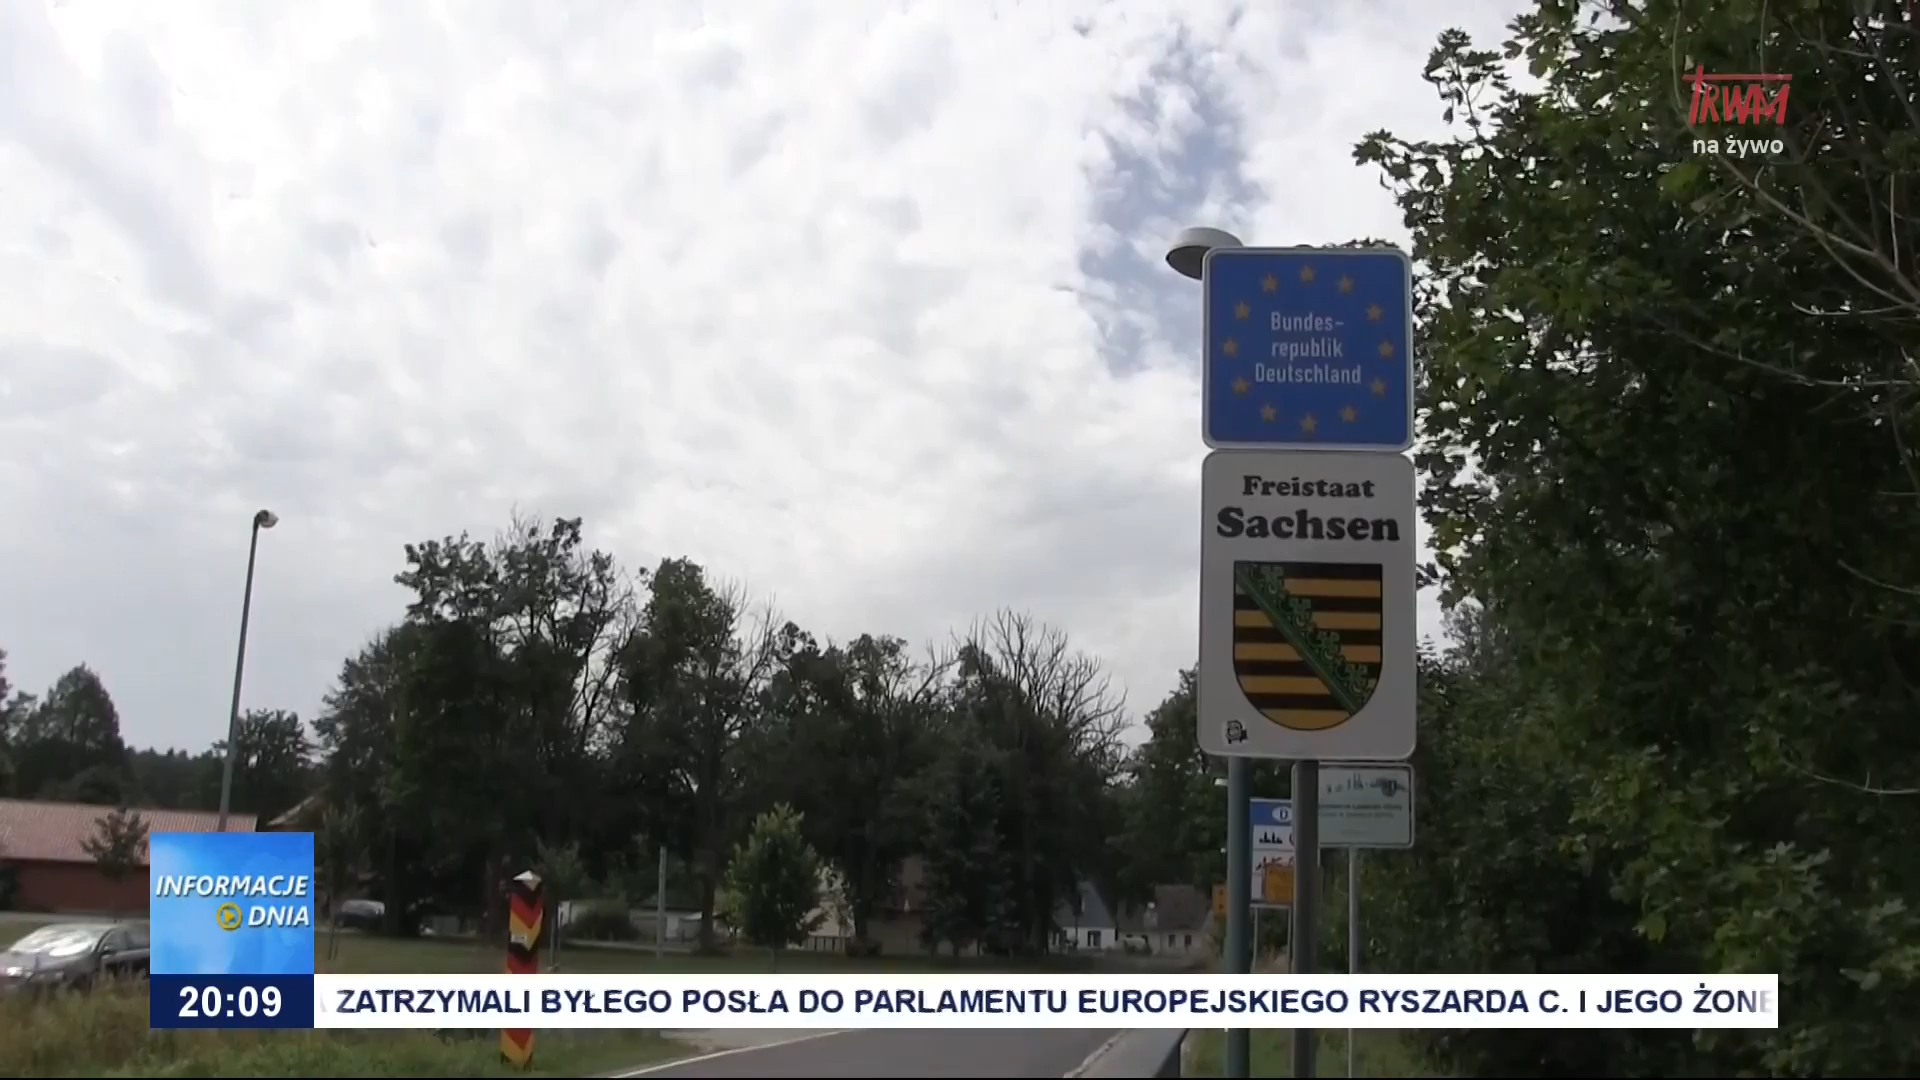 TRWAM
na żywo
Bundes-
republik
Deutschland
Freistaat
Sachsen
D
INFORMACJE
DNIA
20:09
ZATRZYMALI BYŁEGO POSŁA DO PARLAMENTU EUROPEJSKIEGO RYSZARDA C. I JEGO ŻONĘ